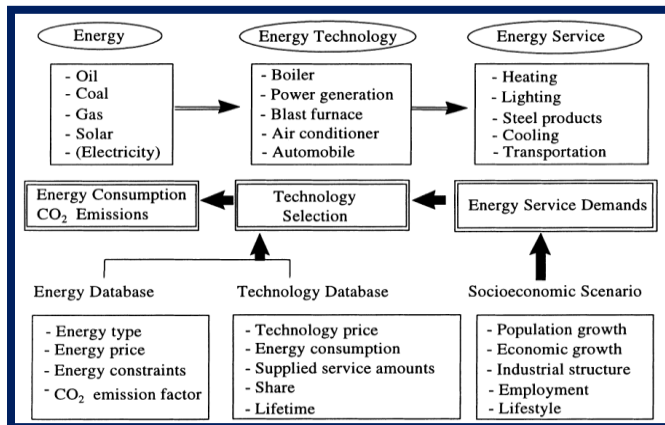 Energy
Energy Technology
Energy Service
- Oil
- Coal
- Gas
- Solar
- (Electricity)
- Boiler
- Power generation
- Blast furnace
- Air conditioner
- Automobile
- Heating
- Lighting
- Steel products
- Cooling
- Transportation
Energy Consumption
CO₂ Emissions
Technology
Selection
Energy Service Demands
Energy Database
Technology Database
Socioeconomic Scenario
- Energy type
- Energy price
- Energy constraints
- CO₂ emission factor
- Technology price
- Energy consumption
- Supplied service amounts
- Share
- Lifetime
- Population growth
- Economic growth
- Industrial structure
- Employment
- Lifestyle